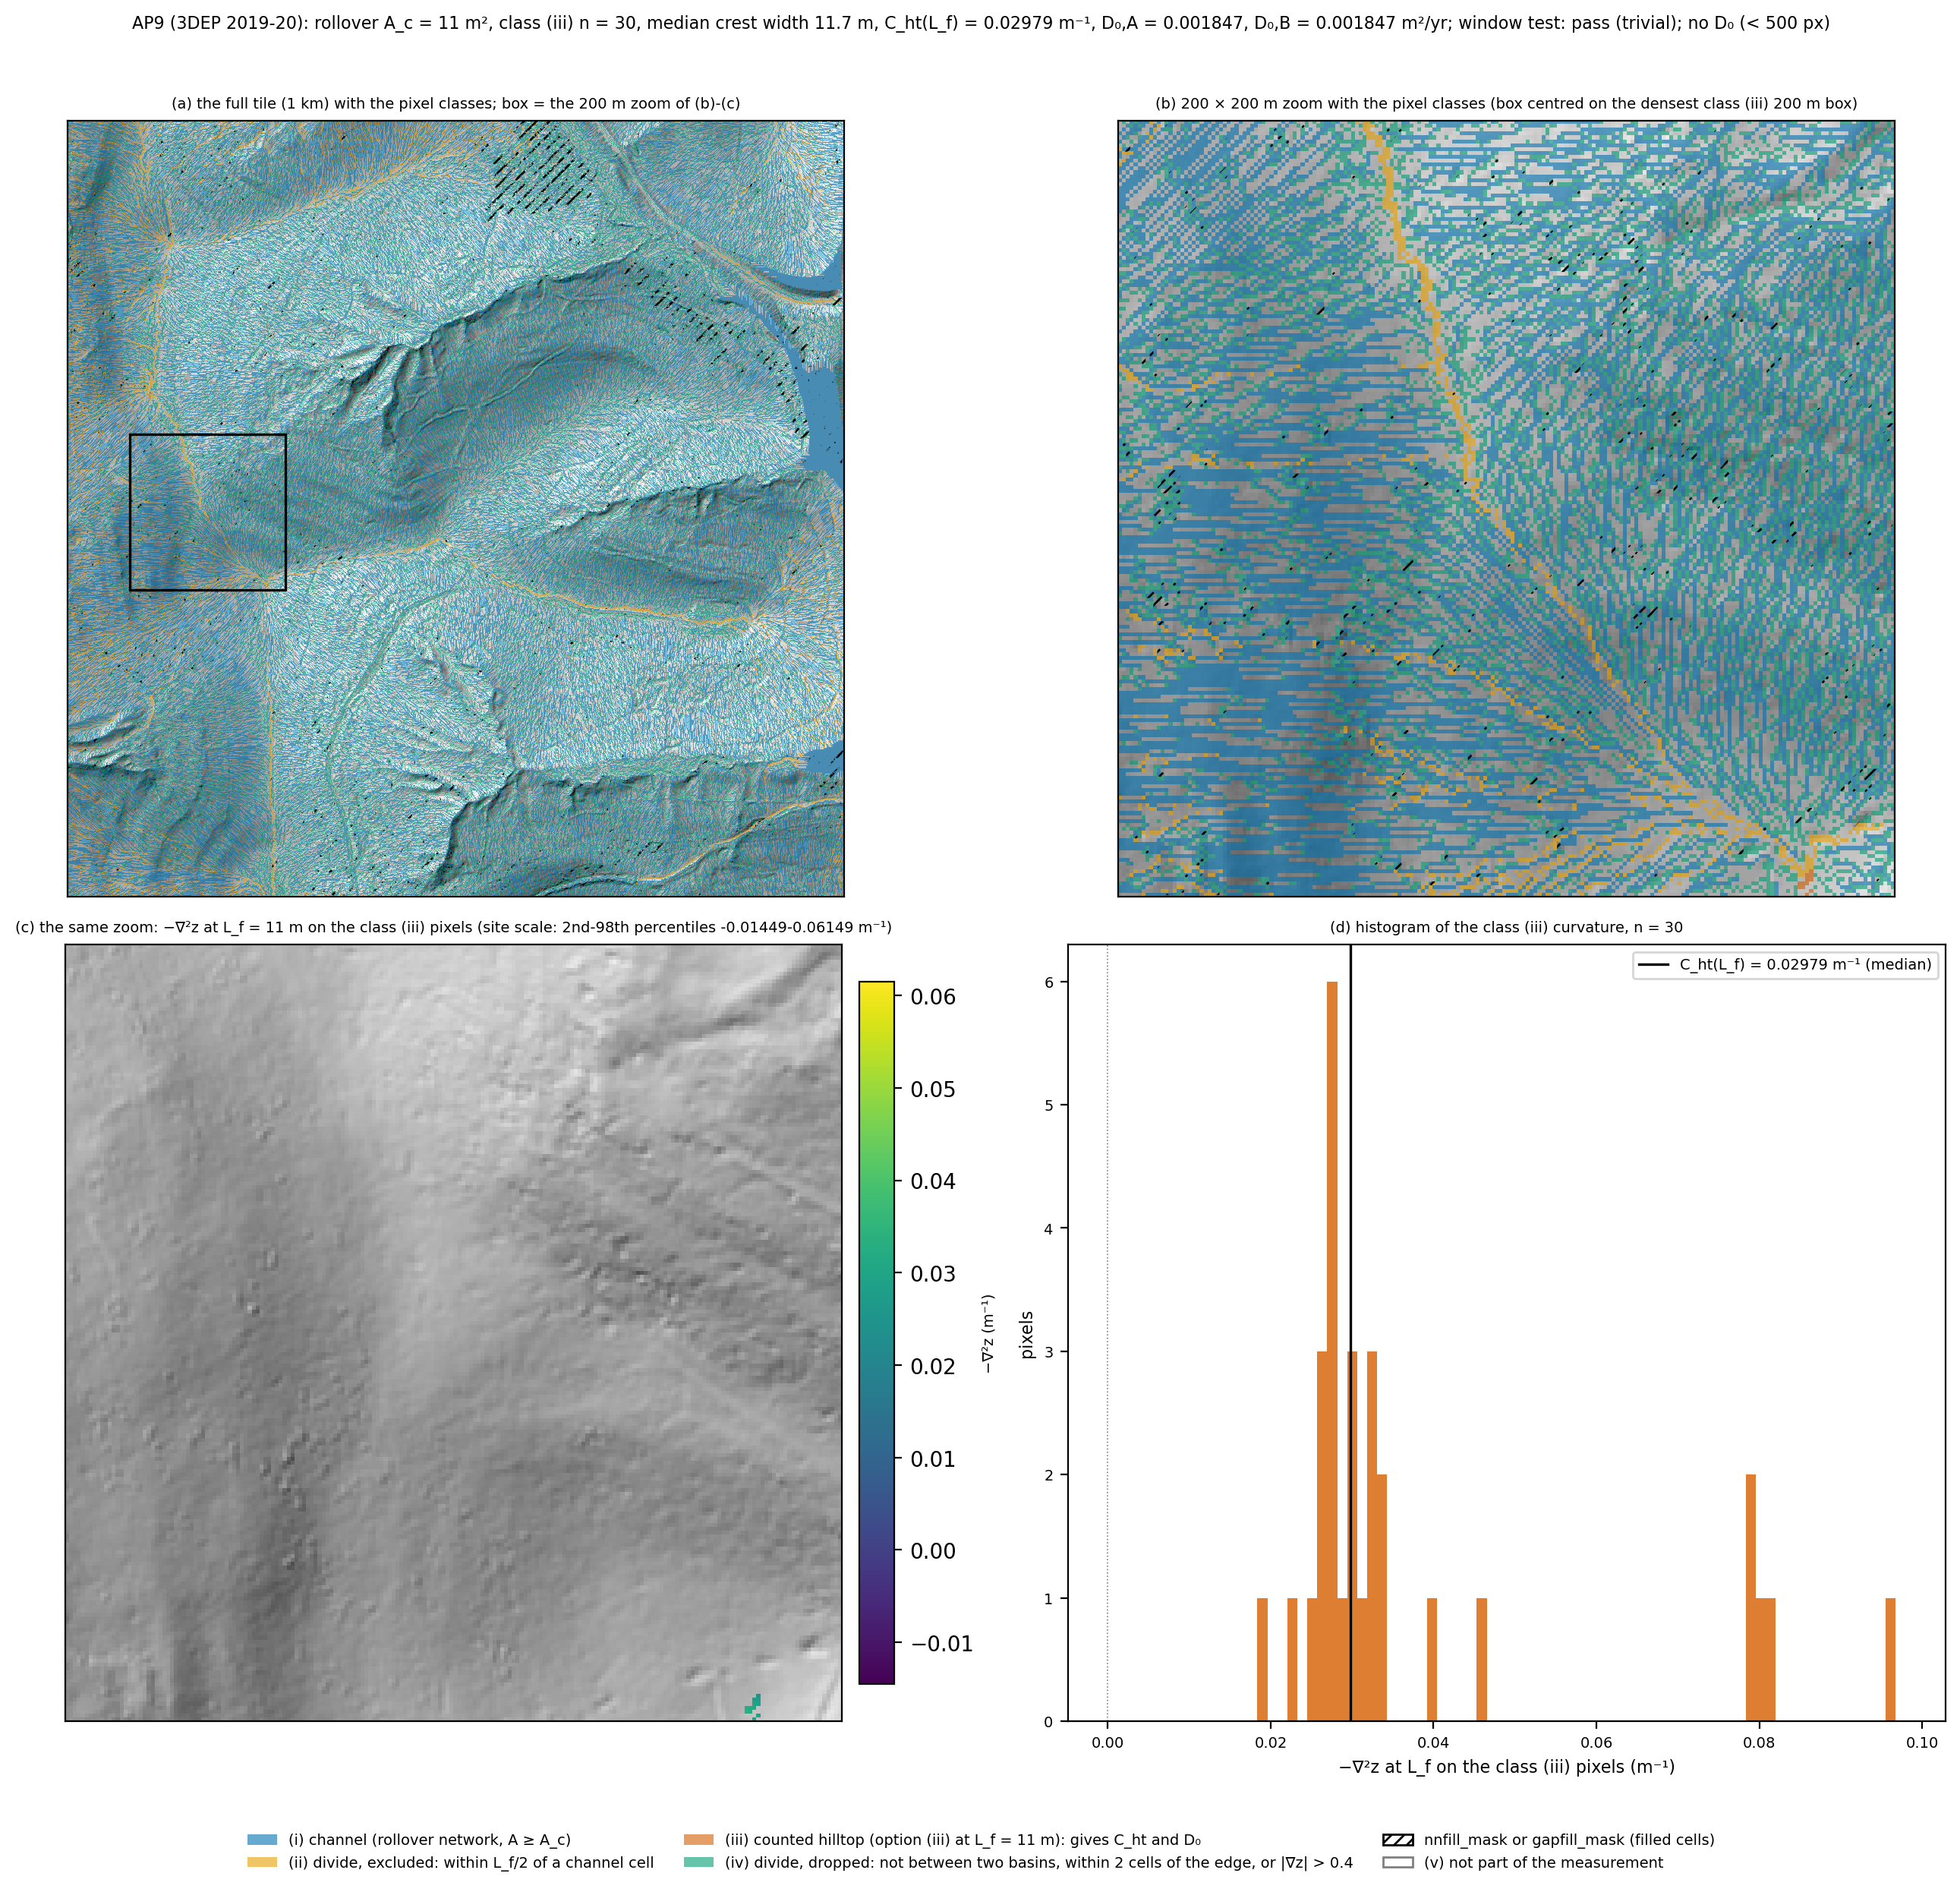 AP9 (3DEP 2019-20): rollover A_c = 11 m², class (iii) n = 30, median crest width 11.7 m, C_ht(L_f) = 0.02979 m⁻¹, D₀,A = 0.001847, D₀,B = 0.001847 m²/yr; window test: pass (trivial); no D₀ (< 500 px)
(a) the full tile (1 km) with the pixel classes; box = the 200 m zoom of (b)-(c)
(b) 200 × 200 m zoom with the pixel classes (box centred on the densest class (iii) 200 m box)
(c) the same zoom: −∇²z at L_f = 11 m on the class (iii) pixels (site scale: 2nd-98th percentiles -0.01449-0.06149 m⁻¹)
0.06
0.05
0.04
0.03
0.02
0.01
0.00
−0.01
−∇²z (m⁻¹)
(d) histogram of the class (iii) curvature, n = 30
C_ht(L_f) = 0.02979 m⁻¹ (median)
6
5
4
3
2
1
0
pixels
0.00 0.02 0.04 0.06 0.08 0.10
−∇²z at L_f on the class (iii) pixels (m⁻¹)
(i) channel (rollover network, A ≥ A_c)
(ii) divide, excluded: within L_f/2 of a channel cell
(iii) counted hilltop (option (iii) at L_f = 11 m): gives C_ht and D₀
(iv) divide, dropped: not between two basins, within 2 cells of the edge, or |∇z| > 0.4
nnfill_mask or gapfill_mask (filled cells)
(v) not part of the measurement